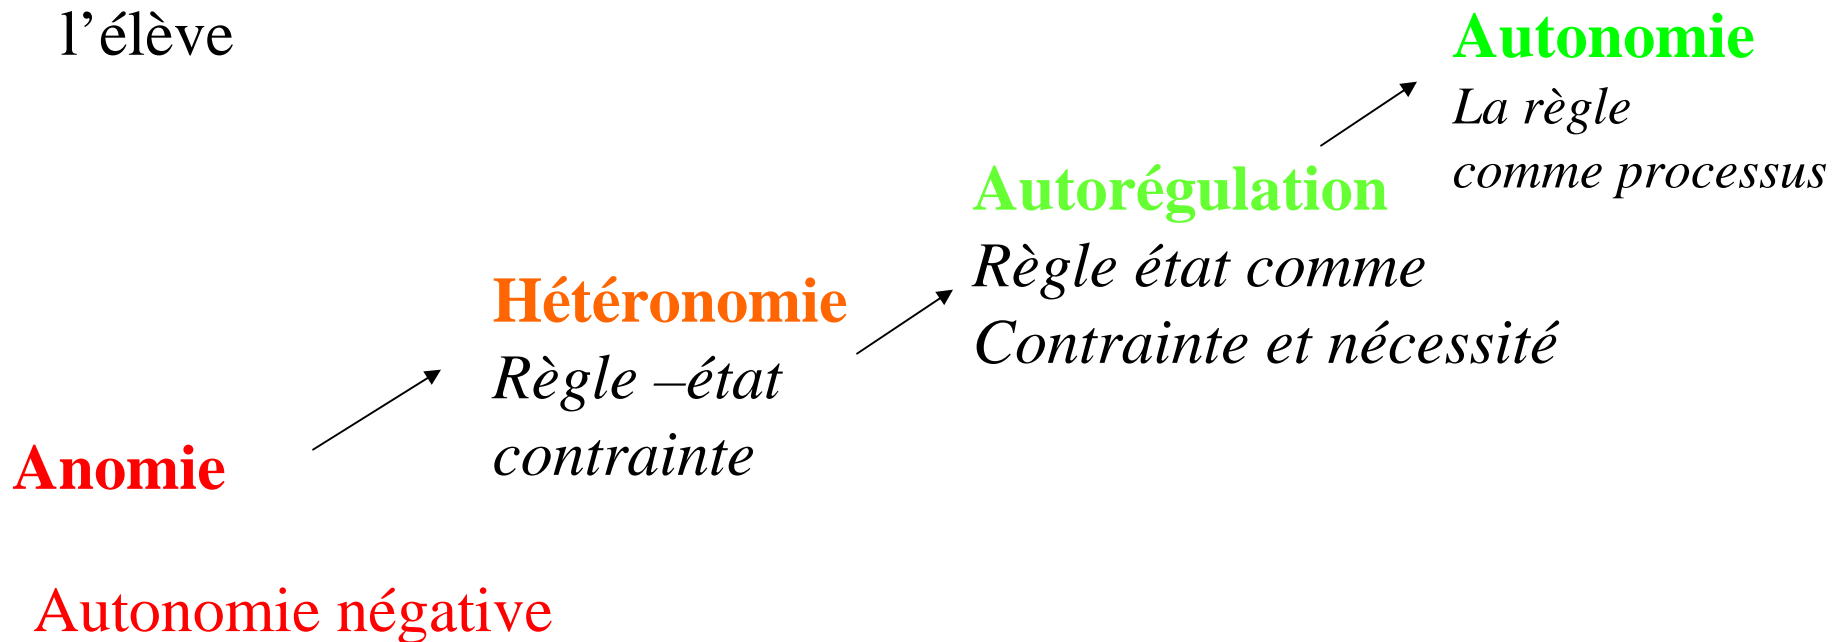 l’élève
Autonomie
La règle
comme processus
Autorégulation
Règle état comme
Contrainte et nécessité
Hétéronomie
Règle –état
contrainte
Anomie
Autonomie négative